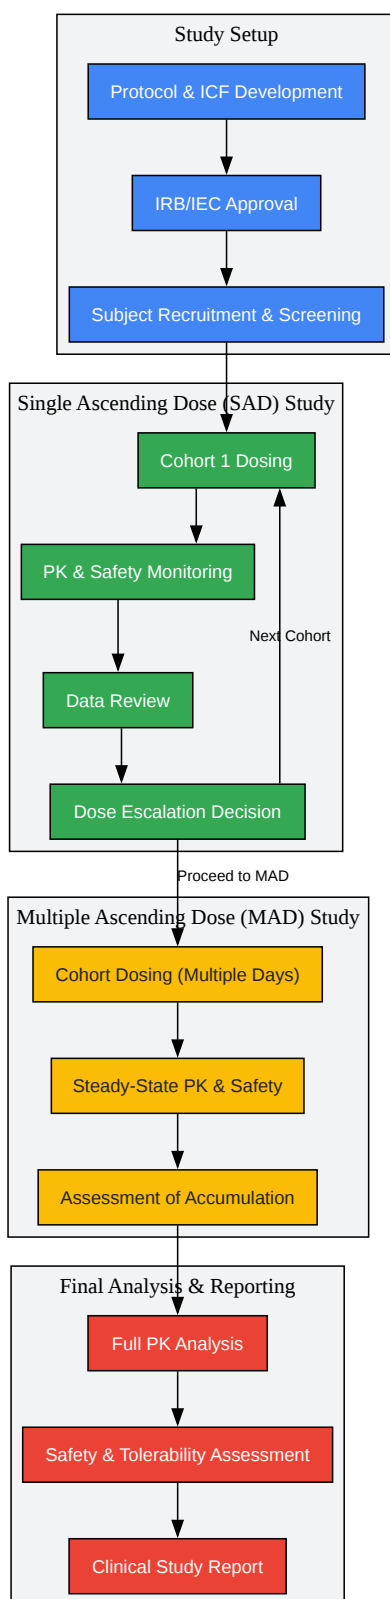 Study Setup
Protocol & ICF Development
IRB/IEC Approval
Subject Recruitment & Screening
Single Ascending Dose (SAD) Study
Cohort 1 Dosing
PK & Safety Monitoring
Next Cohort
Data Review
Dose Escalation Decision
Proceed to MAD
Multiple Ascending Dose (MAD) Study
Cohort Dosing (Multiple Days)
Steady-State PK & Safety
Assessment of Accumulation
Final Analysis & Reporting
Full PK Analysis
Safety & Tolerability Assessment
Clinical Study Report